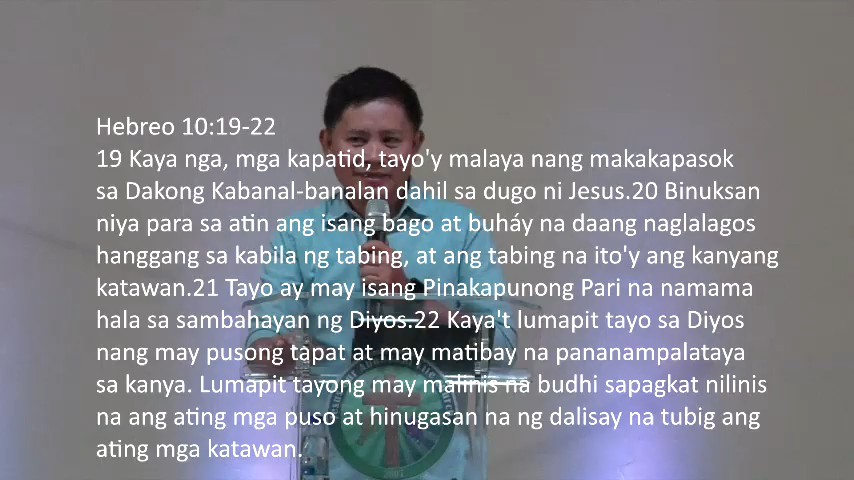 Hebreo 10:19-22
19 Kaya nga, mga kapatid, tayo'y malaya nang makakapasok
sa Dakong Kabanal-banalan dahil sa dugo ni Jesus.20 Binuksan
niya para sa atin ang isang bago at buháy na daang naglalagos
hanggang sa kabila ng tabing, at ang tabing na ito'y ang kanyang
katawan.21 Tayo ay may isang Pinakapunong Pari na namama
hala sa sambahayan ng Diyos.22 Kaya't lumapit tayo sa Diyos
nang may pusong tapat at may matibay na pananampalataya
sa kanya. Lumapit tayong may malinis na budhi sapagkat nilinis
na ang ating mga puso at hinugasan na ng dalisay na tubig ang
ating mga katawan.